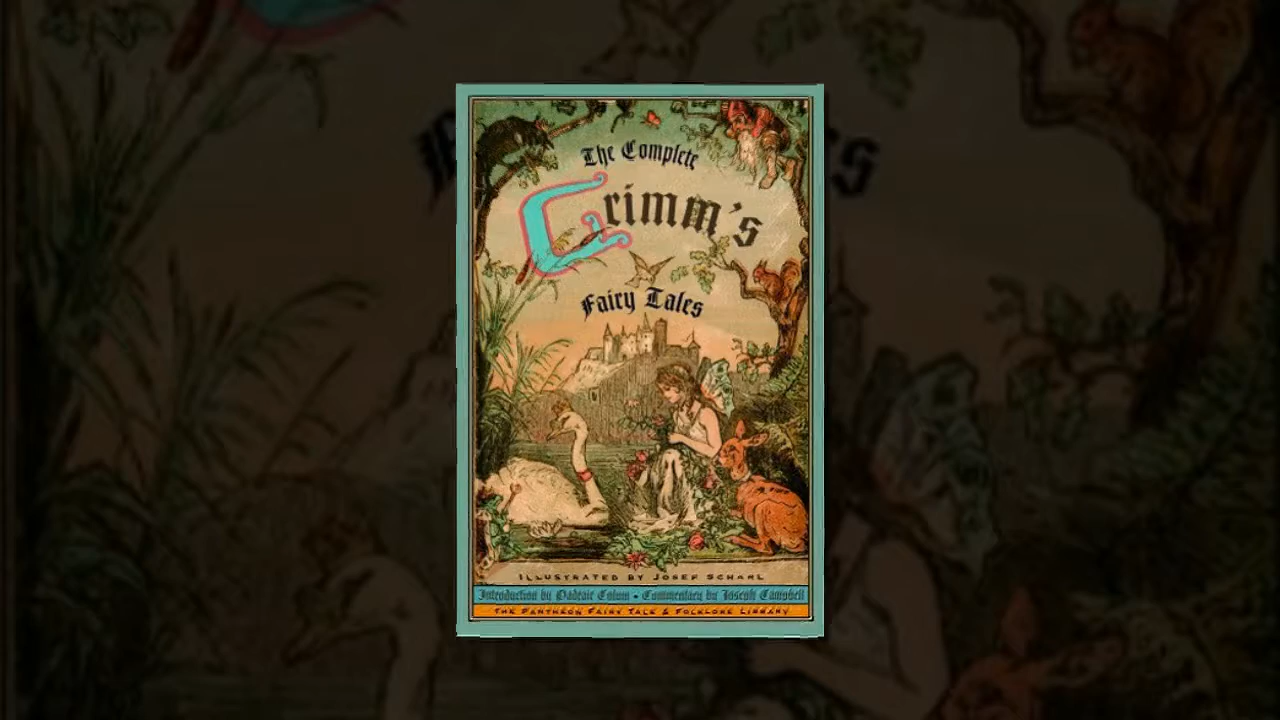 The Complete
Grimm's
Fairy Tales
ILLUSTRATED BY JOSEF SCHARL
Introduction by Padraic Colum • Commentary by Joseph Campbell
THE PANTHEON FAIRY TALE & FOLKLORE LIBRARY